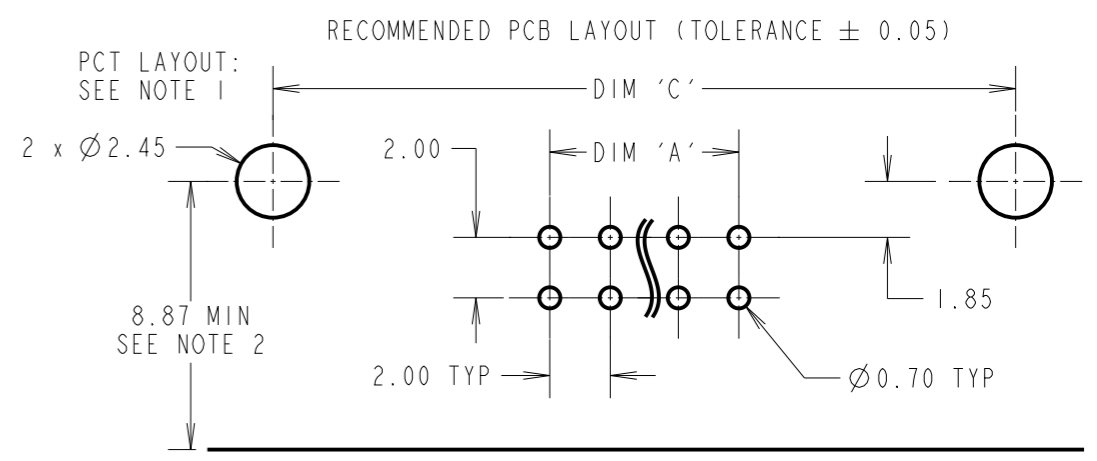 RECOMMENDED PCB LAYOUT (TOLERANCE ± 0.05)
PCT LAYOUT:
SEE NOTE 1
DIM 'C'
2 x Ø2.45
2.00
DIM 'A'
8.87 MIN
SEE NOTE 2
1.85
2.00 TYP
Ø0.70 TYP